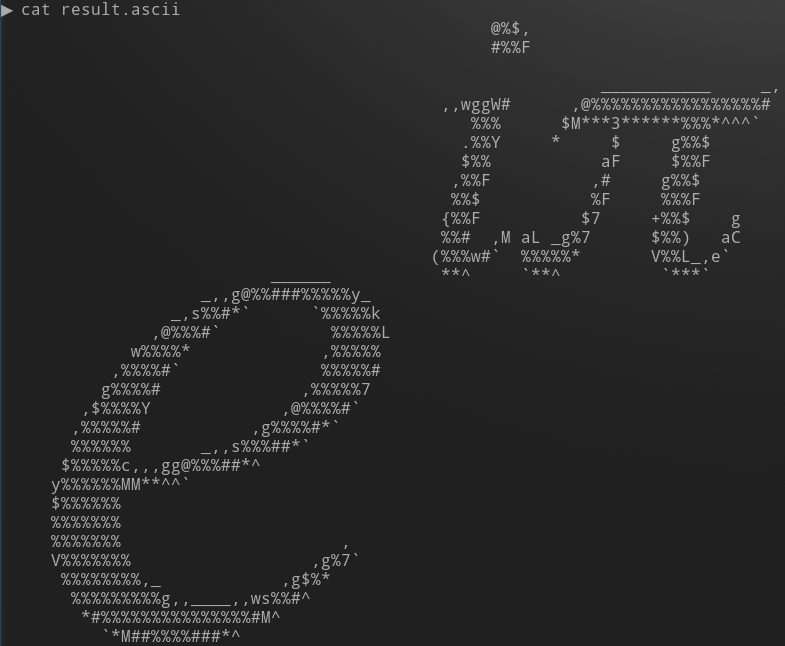 ▶ cat result.ascii
                                               @%$,
                                               #%%F

                                                          ___________     _,
                                          ,,wggW#      ,@%%%%%%%%%%%%%%%%%#
                                             %%%      $M***3******%%%*^^^`
                                            .%%Y     *     $     g%%$
                                            $%%           aF     $%%F
                                           ,%%F          ,#     g%%$
                                           %%$           %F     %%%F
                                          {%%F          $7     +%%$    g
                                          %%#  ,M aL _g%7      $%%)   aC
                                         (%%%w#`  %%%%%*       V%%L_,e`
                         ______           **^     `**^          `***`
                  _,,g@%%###%%%%%y_
               _,s%%#*`      `%%%%%k
             ,@%%%#`           %%%%%L
           w%%%%*             ,%%%%%
         ,%%%%#`              %%%%%#
        g%%%%#              ,%%%%%7
      ,$%%%%Y             ,@%%%%#`
     ,%%%%%#           ,g%%%%#*`
     %%%%%%       _,,s%%%##*`
    $%%%%%c,,,gg@%%%##*^
   y%%%%%%MM**^^`
   $%%%%%%
   %%%%%%%
   %%%%%%%                      ,
   V%%%%%%%                  ,g%7`
    %%%%%%%%,_            ,g$%*
     %%%%%%%%%g,,____,,ws%%#^
      *#%%%%%%%%%%%%%%%#M^
        `*M##%%%%###*^